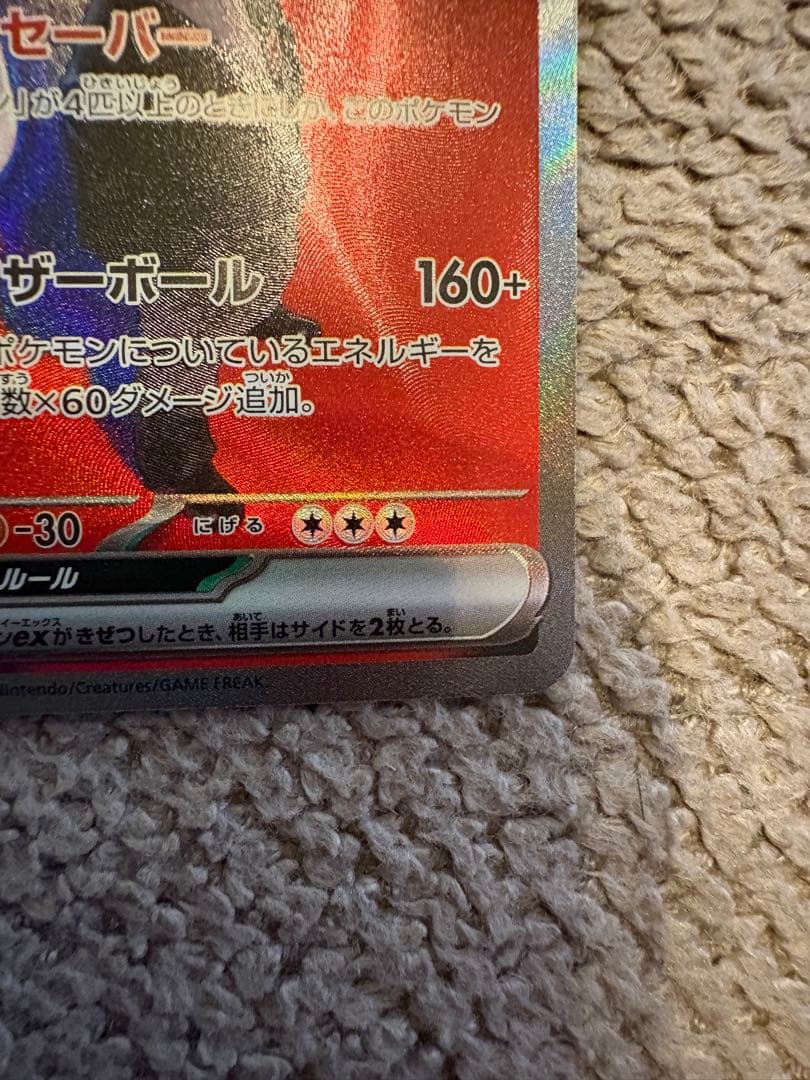 セーバー
ン」が4匹以上のときにしか、このポケモン
ひきいじょう
ザーボール 160+
ポケモンについているエネルギーを
数×60ダメージ追加。
すう ついか
-30 にげる
ルール
ンexがきぜつしたとき、相手はサイドを2枚とる。
イーエックス あいて まい
Nintendo/Creatures/GAME FREAK.